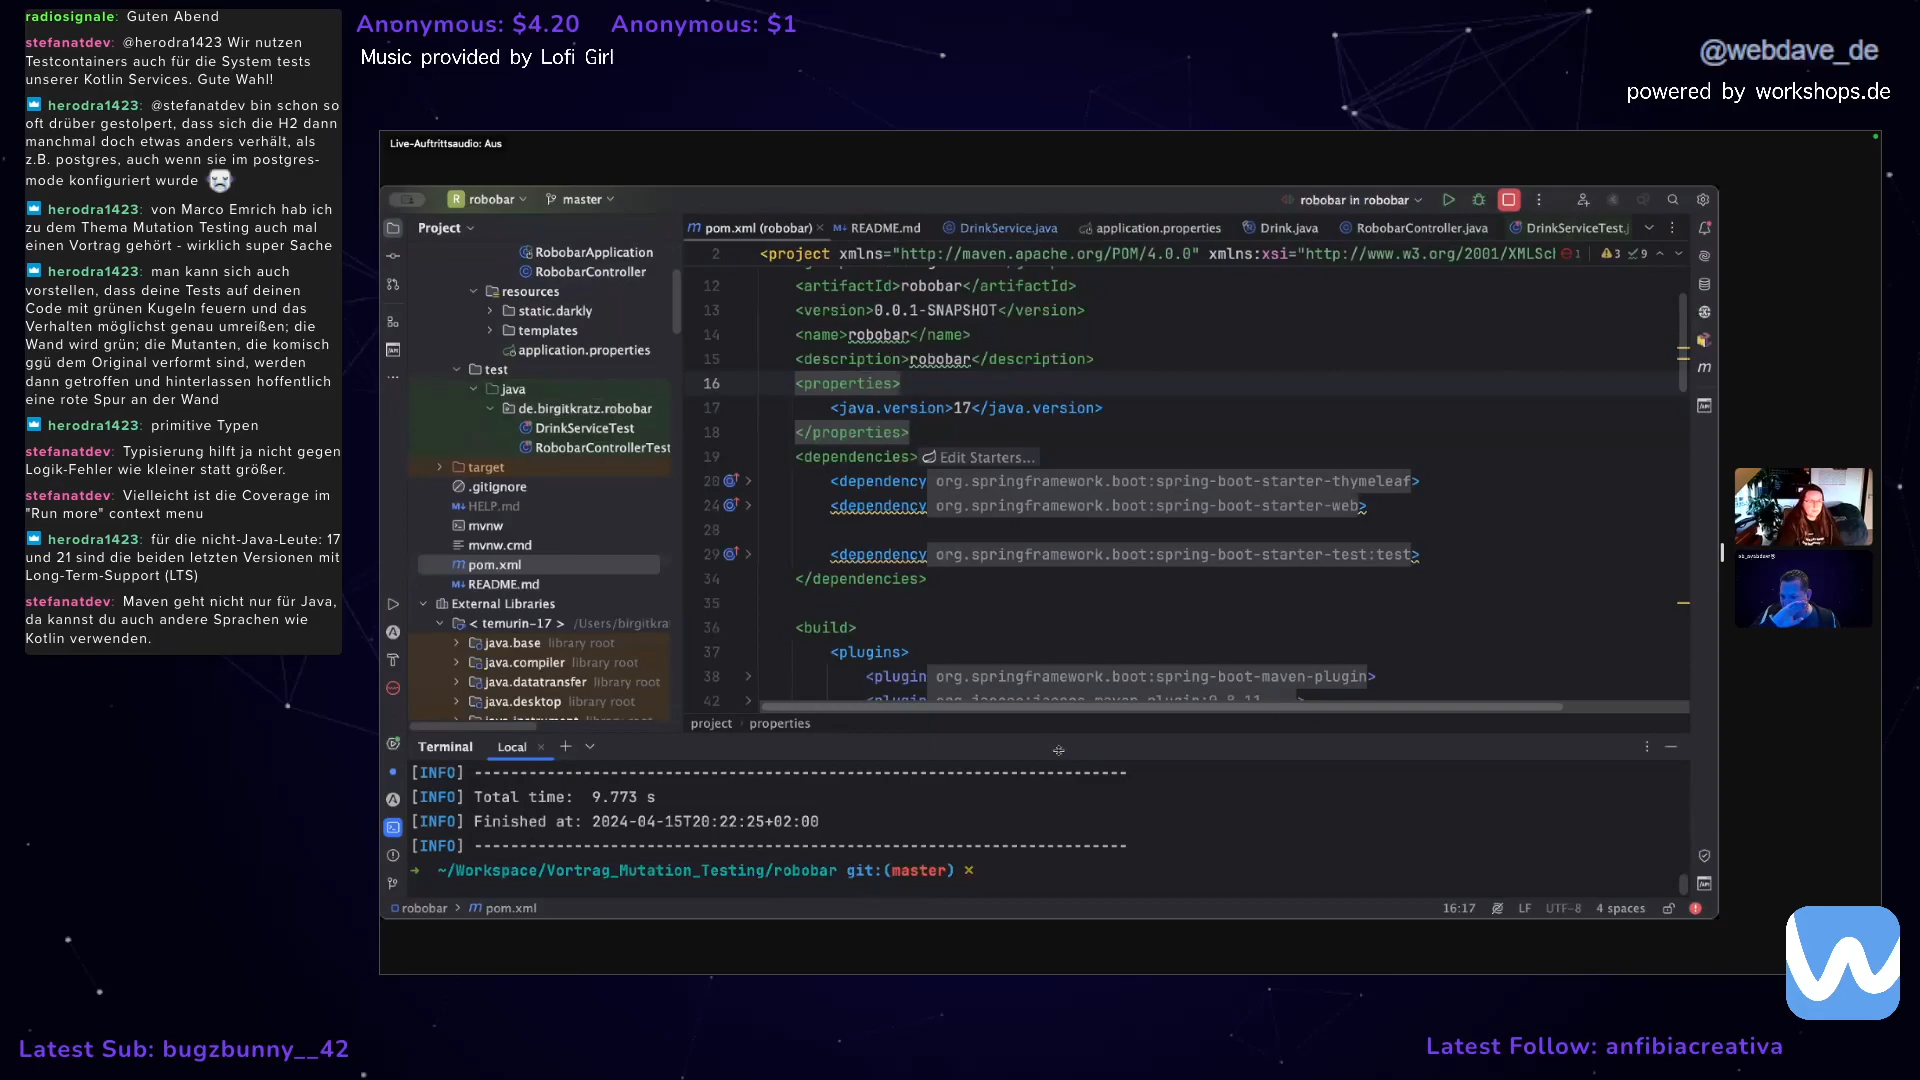 radiosignale: Guten Abend
stefanatdev: @herodra1423 Wir nutzen
Testcontainers auch für die System tests
unserer Kotlin Services. Gute Wahl!
herodra1423: @stefanatdev bin schon so
oft drüber gestolpert, dass sich die H2 dann
manchmal doch etwas anders verhält, als
z.B. postgres, auch wenn sie im postgres-
mode konfiguriert wurde
herodra1423: von Marco Emrich hab ich
zu dem Thema Mutation Testing auch mal
einen Vortrag gehört - wirklich super Sache
herodra1423: man kann sich auch
vorstellen, dass deine Tests auf deinen
Code mit grünen Kugeln feuern und das
Verhalten möglichst genau umreißen; die
Wand wird grün; die Mutanten, die komisch
ggü dem Original verformt sind, werden
dann getroffen und hinterlassen hoffentlich
eine rote Spur an der Wand
herodra1423: primitive Typen
stefanatdev: Typisierung hilft ja nicht gegen
Logik-Fehler wie kleiner statt größer.
stefanatdev: Vielleicht ist die Coverage im
"Run more" context menu
herodra1423: für die nicht-Java-Leute: 17
und 21 sind die beiden letzten Versionen mit
Long-Term-Support (LTS)
stefanatdev: Maven geht nicht nur für Java,
da kannst du auch andere Sprachen wie
Kotlin verwenden.
Anonymous: $4.20 Anonymous: $1
Music provided by Lofi Girl
@webdave_de
powered by workshops.de
Live-Auftrittsaudio: Aus
R robobar master
robobar in robobar
Project
RobobarApplication
RobobarController
resources
static.darkly
templates
application.properties
test
java
de.birgitkratz.robobar
DrinkServiceTest
RobobarControllerTest
target
.gitignore
HELP.md
mvnw
mvnw.cmd
pom.xml
README.md
External Libraries
< temurin-17 > /Users/birgitkra
java.base library root
java.compiler library root
java.datatransfer library root
java.desktop library root
pom.xml (robobar) README.md DrinkService.java application.properties Drink.java RobobarController.java DrinkServiceTest.j
2 <project xmlns="http://maven.apache.org/POM/4.0.0" xmlns:xsi="http://www.w3.org/2001/XMLSch 1 3 9
12 <artifactId>robobar</artifactId>
13 <version>0.0.1-SNAPSHOT</version>
14 <name>robobar</name>
15 <description>robobar</description>
16 <properties>
17 <java.version>17</java.version>
18 </properties>
19 <dependencies> Edit Starters...
20 <dependency org.springframework.boot:spring-boot-starter-thymeleaf>
24 <dependency org.springframework.boot:spring-boot-starter-web>
28
29 <dependency org.springframework.boot:spring-boot-starter-test:test>
34 </dependencies>
35
36 <build>
37 <plugins>
38 <plugin org.springframework.boot:spring-boot-maven-plugin>
42
project > properties
Terminal Local
[INFO] ------------------------------------------------------------------------
[INFO] Total time: 9.773 s
[INFO] Finished at: 2024-04-15T20:22:25+02:00
[INFO] ------------------------------------------------------------------------
→ ~/Workspace/Vortrag_Mutation_Testing/robobar git:(master) ×
robobar > pom.xml
16:17 LF UTF-8 4 spaces
Latest Sub: bugzbunny__42
Latest Follow: anfibiacreativa